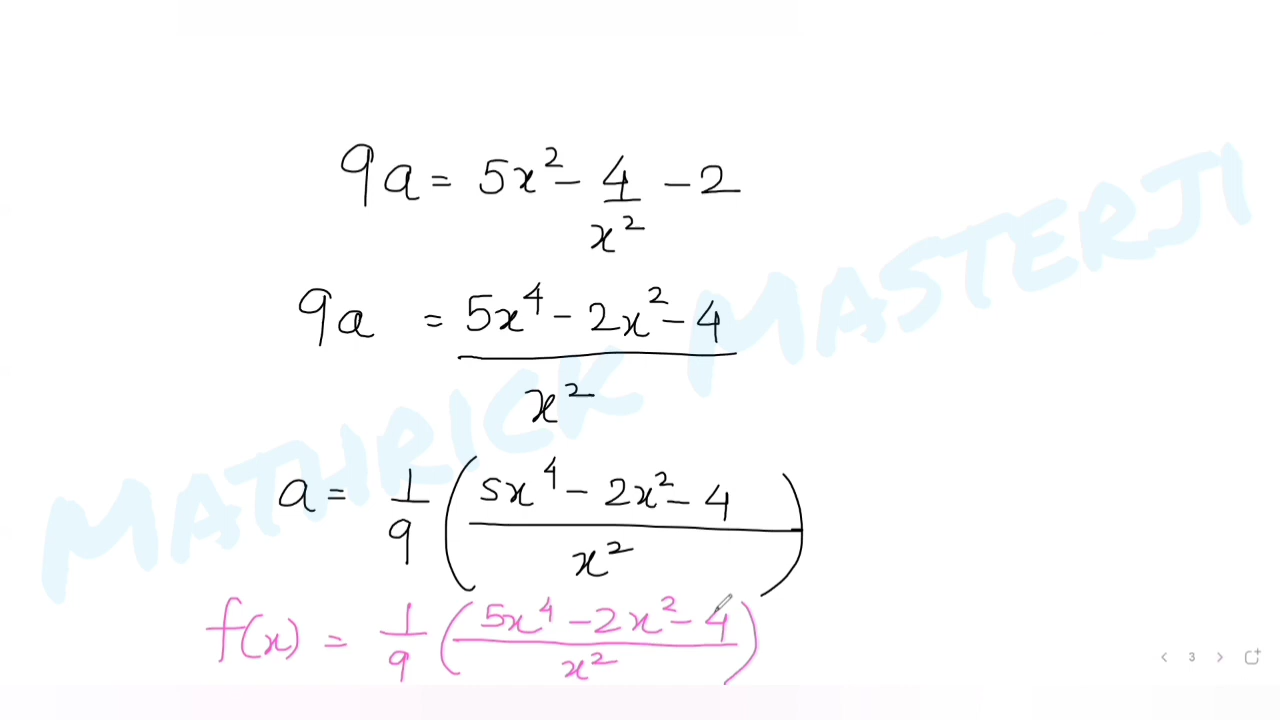 9a = 5x² - 4/x² - 2
9a = (5x⁴ - 2x² - 4)/x²
a = 1/9 ((5x⁴ - 2x² - 4)/x²)
f(x) = 1/9 ((5x⁴ - 2x² - 4)/x²)
MATHRICK MASTERJI
< 3 >